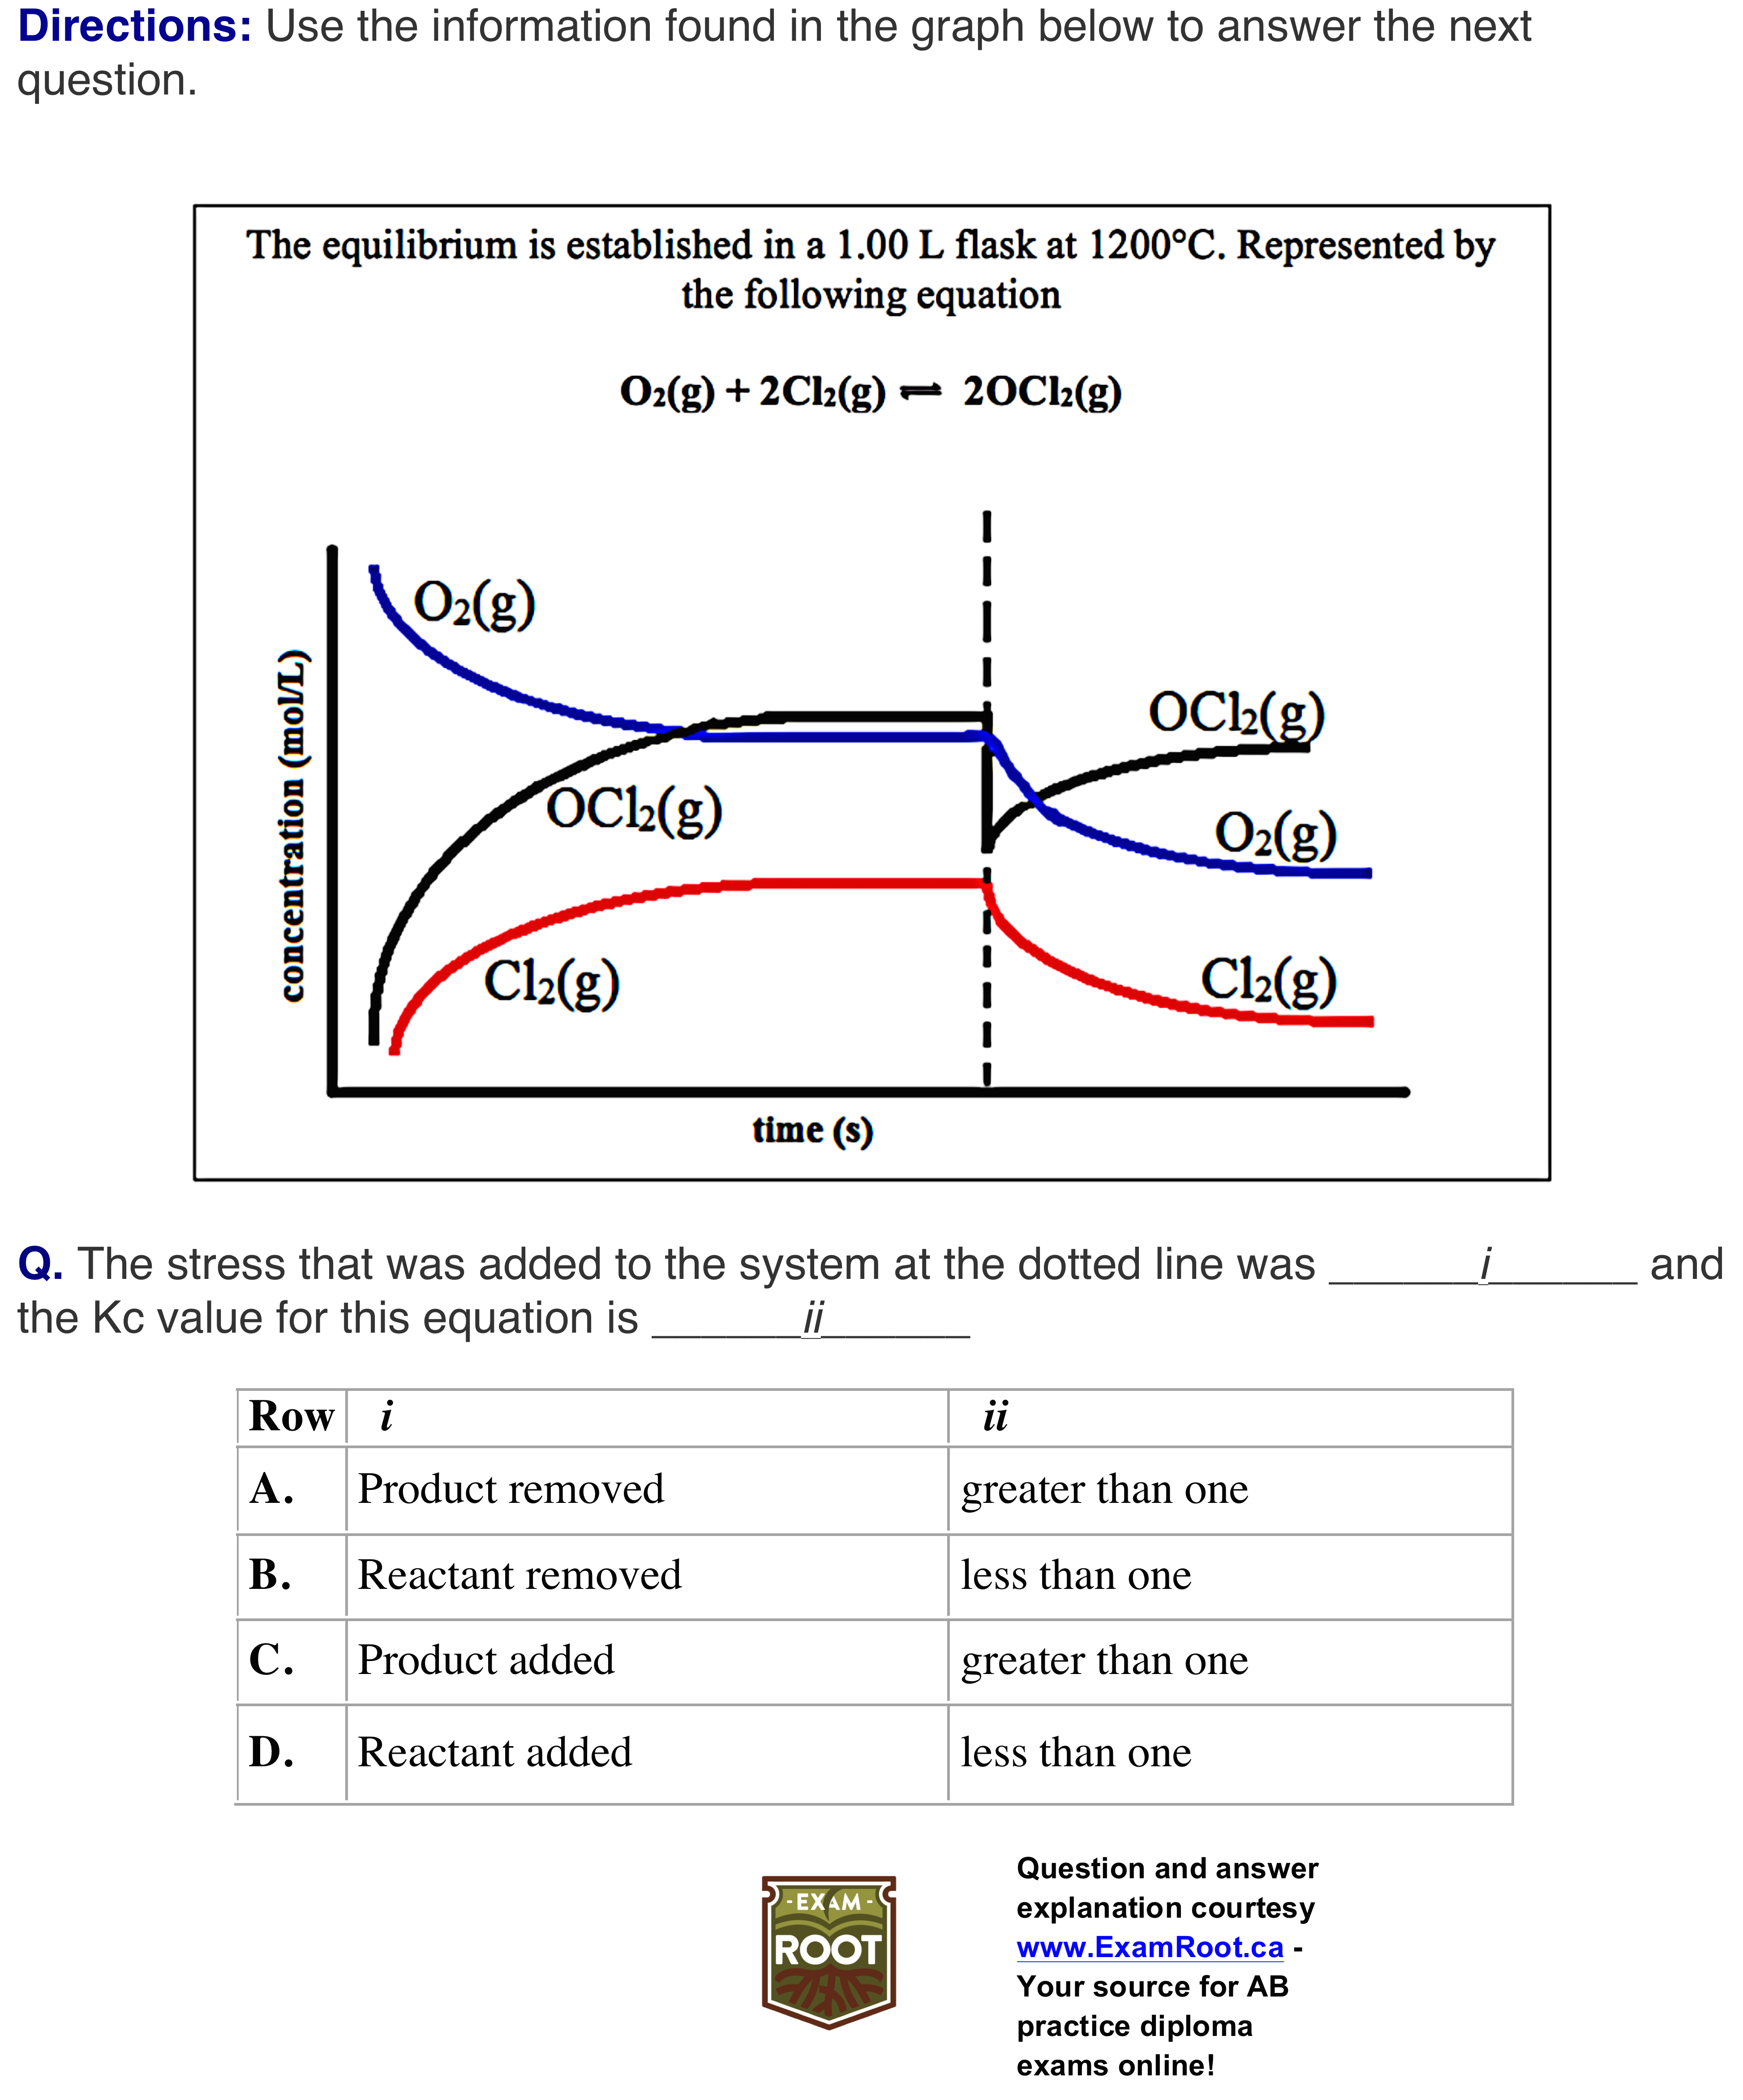 Directions: Use the information found in the graph below to answer the next
question.
The equilibrium is established in a 1.00 L flask at 1200°C. Represented by
the following equation
O₂(g) + 2Cl₂(g) ⇌ 2OCl₂(g)
O₂(g)
OCl₂(g)
Cl₂(g)
OCl₂(g)
O₂(g)
Cl₂(g)
concentration (mol/L)
time (s)
Q. The stress that was added to the system at the dotted line was ______i______ and
the Kc value for this equation is ______ii______
Row i ii
A. Product removed greater than one
B. Reactant removed less than one
C. Product added greater than one
D. Reactant added less than one
- EXAM -
ROOT
Question and answer
explanation courtesy
www.ExamRoot.ca -
Your source for AB
practice diploma
exams online!